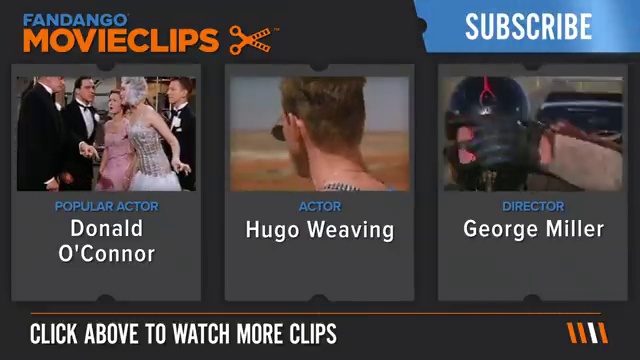 FANDANGO
MOVIECLIPS
SUBSCRIBE
POPULAR ACTOR
Donald
O'Connor
ACTOR
Hugo Weaving
DIRECTOR
George Miller
CLICK ABOVE TO WATCH MORE CLIPS